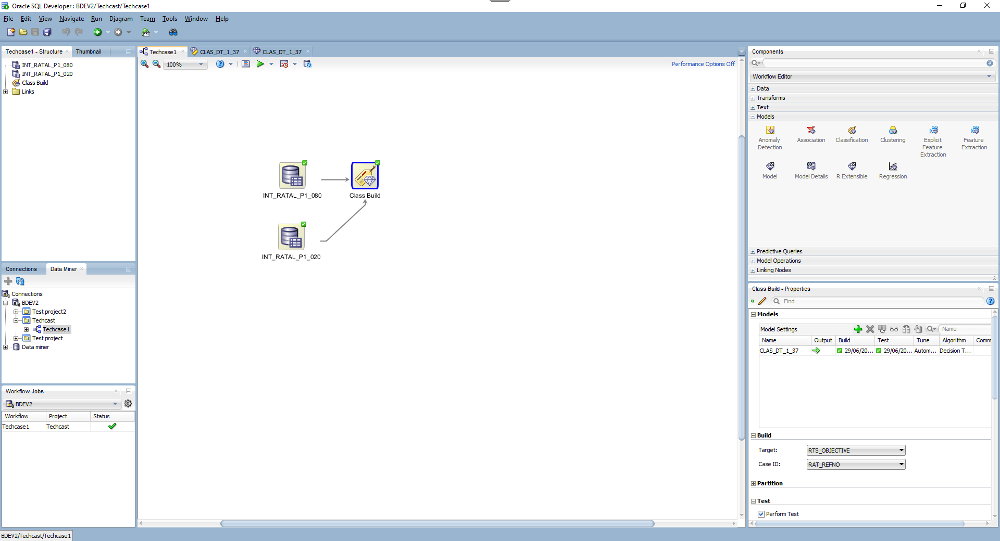 Oracle SQL Developer : BDEV2/Techcast/Techcase1
File Edit View Navigate Run Diagram Team Tools Window Help
Techcase1 - Structure
Thumbnail
INT_RATAL_P1_080
INT_RATAL_P1_020
Class Build
Links
Connections
Data Miner
Connections
BDEV2
Test project2
Techcast
Techcase1
Test project
Data miner
Workflow Jobs
BDEV2
Workflow Project Status
Techcase1 Techcast
BDEV2/Techcast/Techcase1
Techcase1
CLAS_DT_1_37
CLAS_DT_1_37
100%
Performance Options Off
INT_RATAL_P1_080
Class Build
INT_RATAL_P1_020
Components
Workflow Editor
Data
Transforms
Text
Models
Anomaly
Detection
Association
Classification
Clustering
Explicit
Feature
Extraction
Feature
Extraction
Model
Model Details
R Extensible
Regression
Predictive Queries
Model Operations
Linking Nodes
Class Build - Properties
Find
Models
Model Settings
Name
Name Output Build Test Tune Algorithm Comm
CLAS_DT_1_37 29/06/20... 29/06/20... Autom... Decision T...
Build
Target: RTS_OBJECTIVE
Case ID: RAT_REFNO
Partition
Test
Perform Test